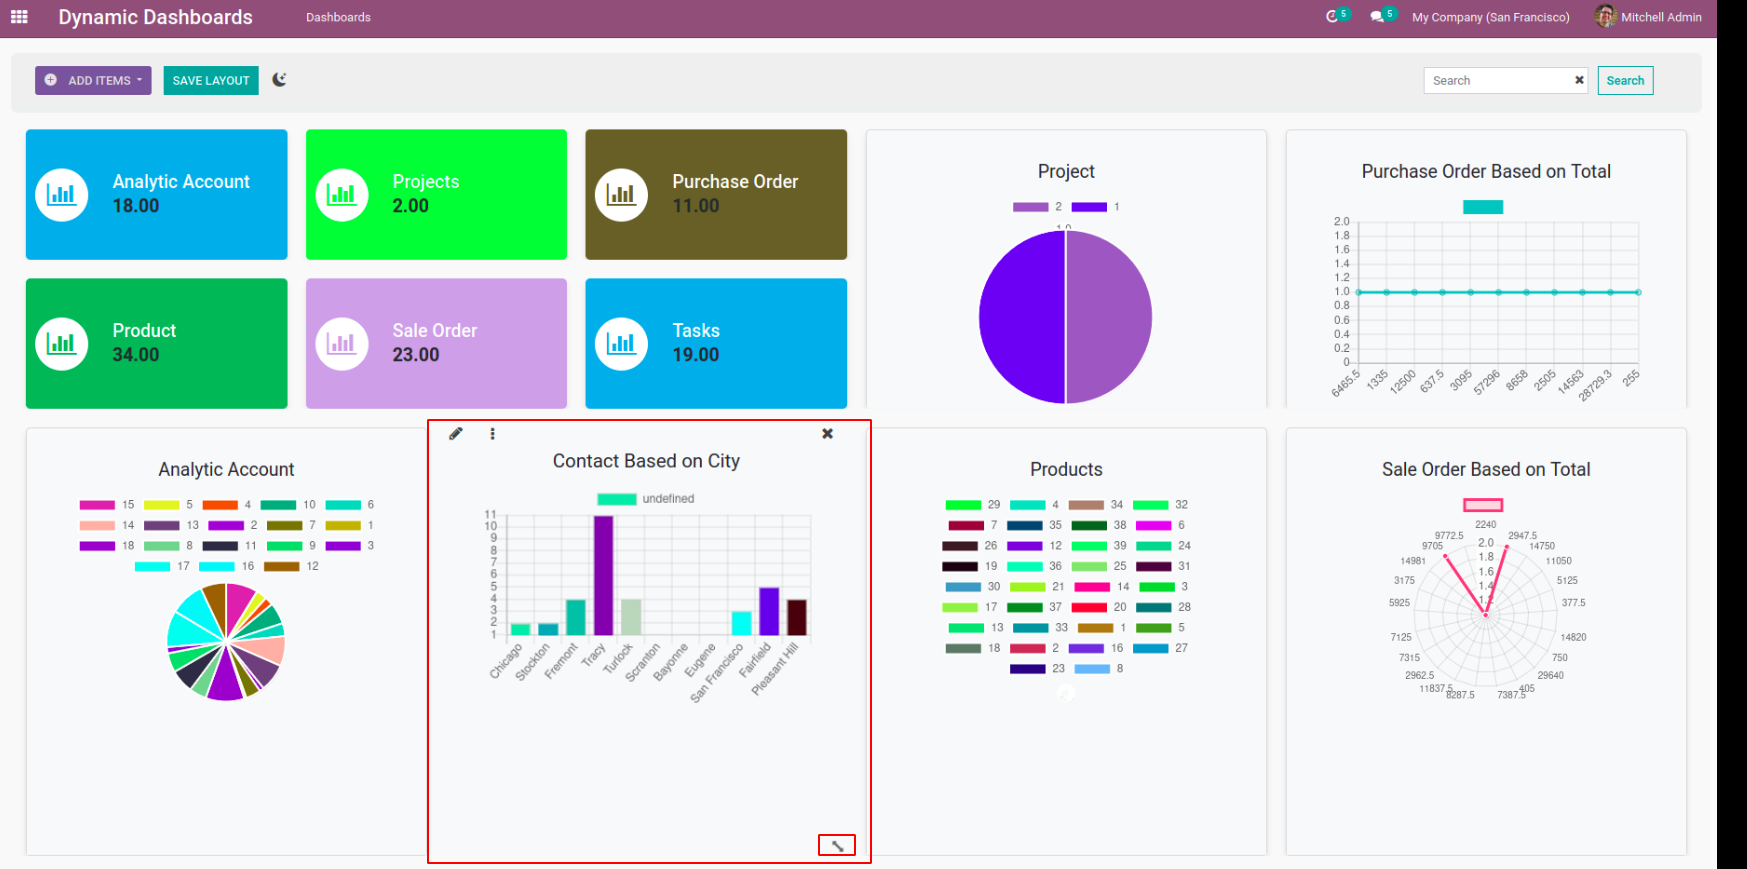 Dynamic Dashboards Dashboards 5 5 My Company (San Francisco) Mitchell Admin
ADD ITEMS SAVE LAYOUT Search Search
Analytic Account
18.00
Projects
2.00
Purchase Order
11.00
Product
34.00
Sale Order
23.00
Tasks
19.00
Project
2 1
1.0
Purchase Order Based on Total
2.0
1.8
1.6
1.4
1.2
1.0
0.8
0.6
0.4
0.2
0
6465.5 1335 12500 637.5 3095 57296 8658 2505 14563 28729.3 255
Analytic Account
15 5 4 10 6
14 13 2 7 1
18 8 11 9 3
17 16 12
Contact Based on City
undefined
11
10
9
8
7
6
5
4
3
2
1
Chicago Stockton Fremont Tracy Turlock Scranton Bayonne Eugene San Francisco Fairfield Pleasant Hill
Products
29 4 34 32
7 35 38 6
26 12 39 24
19 36 25 31
30 21 14 3
17 37 20 28
13 33 1 5
18 2 16 27
23 8
Sale Order Based on Total
2240
9772.5 2947.5
9705 2.0 14750
14981 1.8 11050
3175 1.6 5125
5925 1.4 377.5
1.2
7125 14820
7315 750
2962.5 29640
11837.5 405
8287.5 7387.5